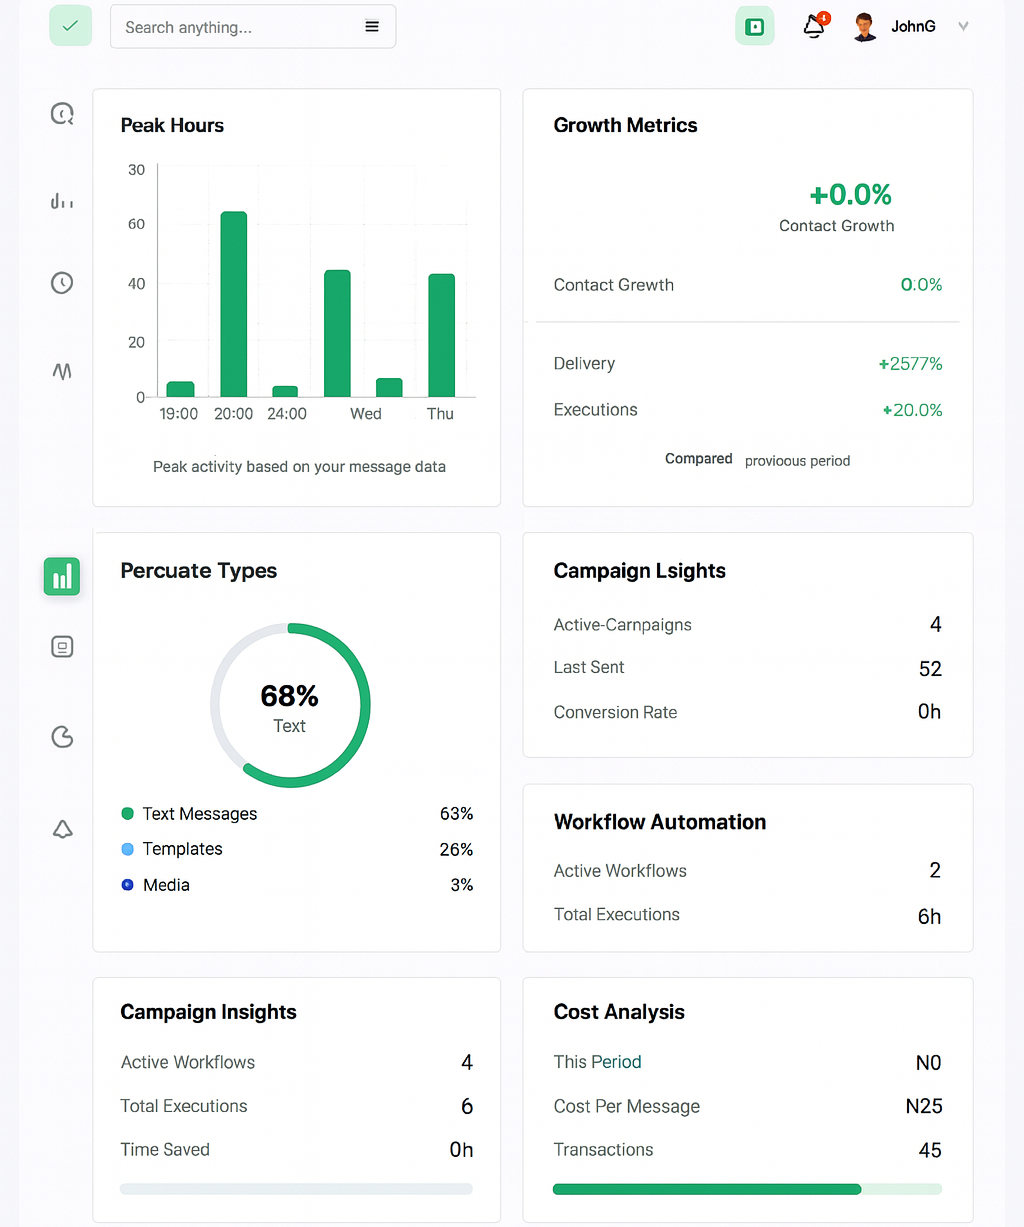 Search anything...
JohnG
Peak Hours
30
60
40
20
0
19:00 20:00 24:00 Wed Thu
Peak activity based on your message data
Growth Metrics
+0.0%
Contact Growth
Contact Grewth 0.0%
Delivery +2577%
Executions +20.0%
Compared provioous period
Percuate Types
68%
Text
Text Messages 63%
Templates 26%
Media 3%
Campaign Lsights
Active-Carnpaigns 4
Last Sent 52
Conversion Rate 0h
Workflow Automation
Active Workflows 2
Total Executions 6h
Campaign Insights
Active Workflows 4
Total Executions 6
Time Saved 0h
Cost Analysis
This Period N0
Cost Per Message N25
Transactions 45